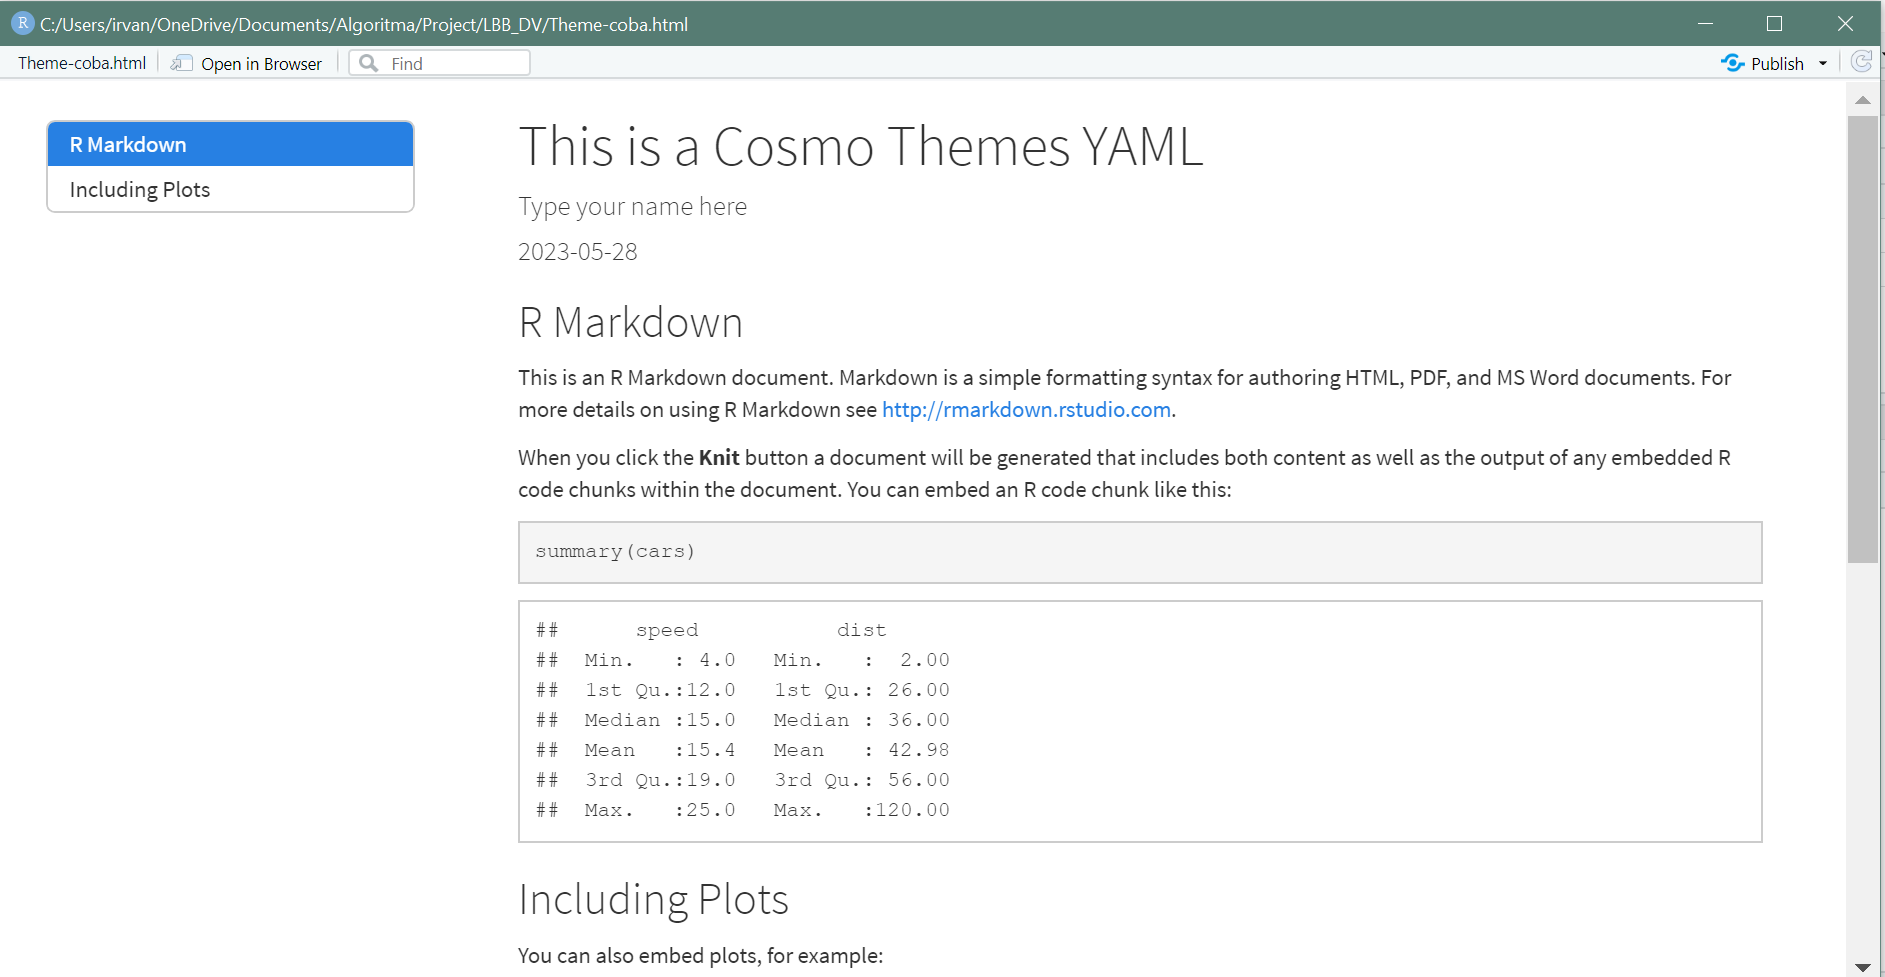 R C:/Users/irvan/OneDrive/Documents/Algoritma/Project/LBB_DV/Theme-coba.html
Theme-coba.html Open in Browser Find Publish
R Markdown
Including Plots
This is a Cosmo Themes YAML
Type your name here
2023-05-28
R Markdown
This is an R Markdown document. Markdown is a simple formatting syntax for authoring HTML, PDF, and MS Word documents. For
more details on using R Markdown see http://rmarkdown.rstudio.com.
When you click the Knit button a document will be generated that includes both content as well as the output of any embedded R
code chunks within the document. You can embed an R code chunk like this:
summary(cars)
##      speed           dist
##  Min.   : 4.0   Min.   :  2.00
##  1st Qu.:12.0   1st Qu.: 26.00
##  Median :15.0   Median : 36.00
##  Mean   :15.4   Mean   : 42.98
##  3rd Qu.:19.0   3rd Qu.: 56.00
##  Max.   :25.0   Max.   :120.00
Including Plots
You can also embed plots, for example: